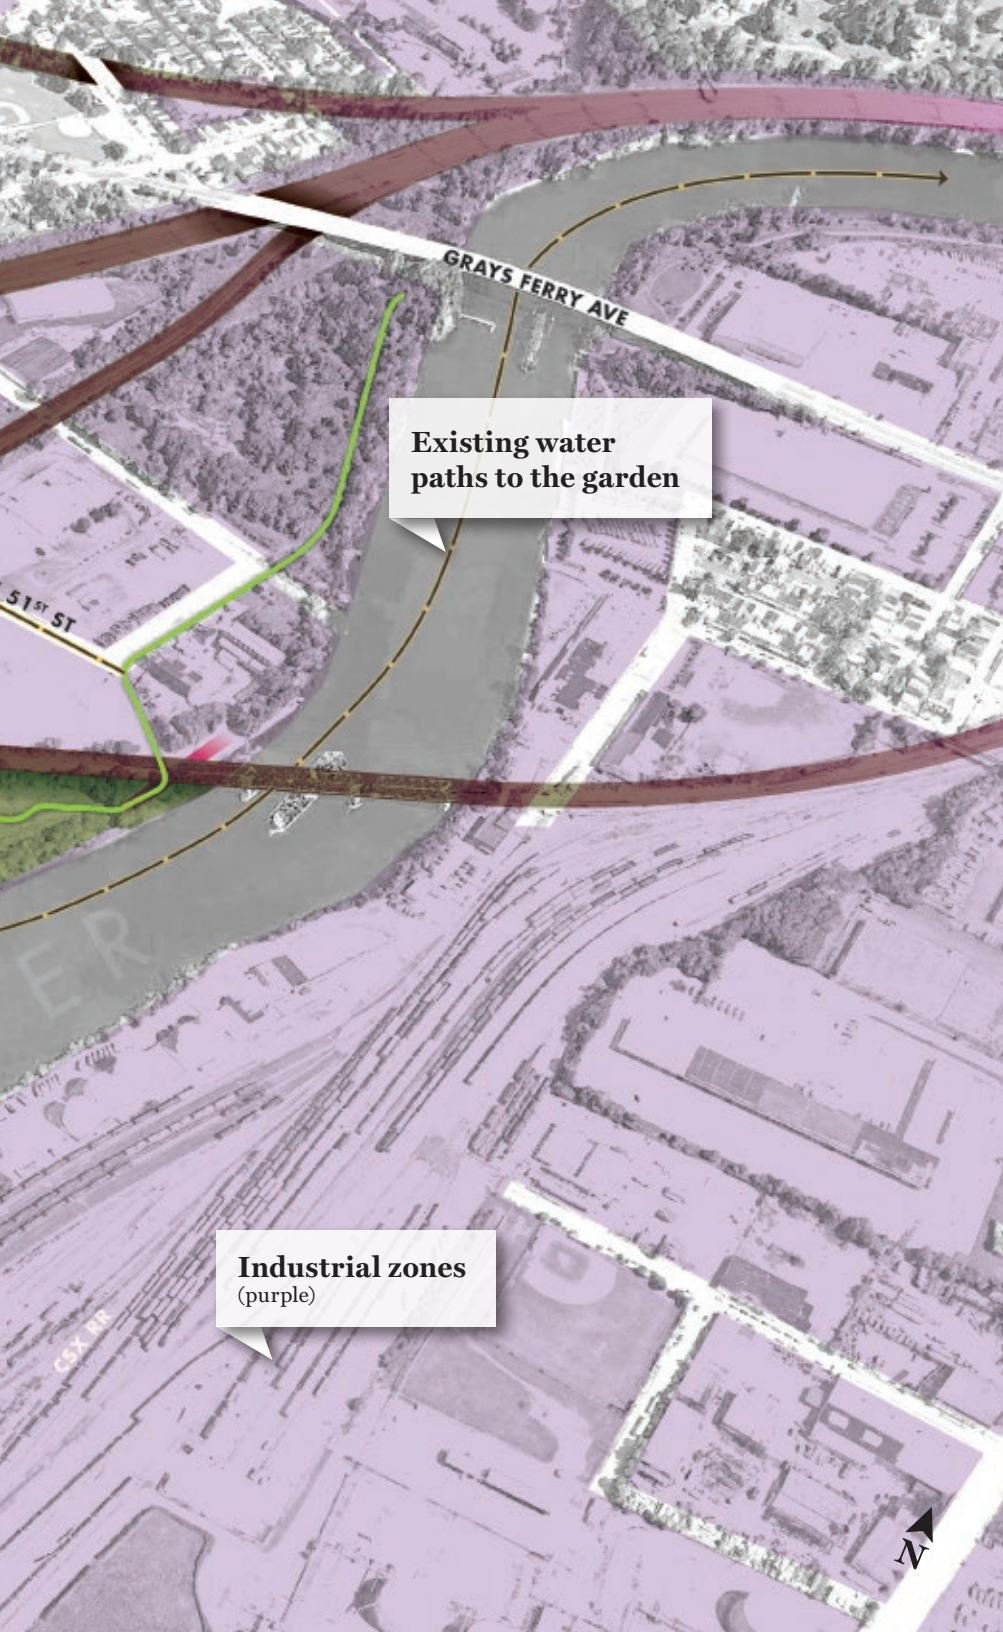 GRAYS FERRY AVE
Existing water
paths to the garden
51ST ST
ER
Industrial zones
(purple)
CSX RR
N